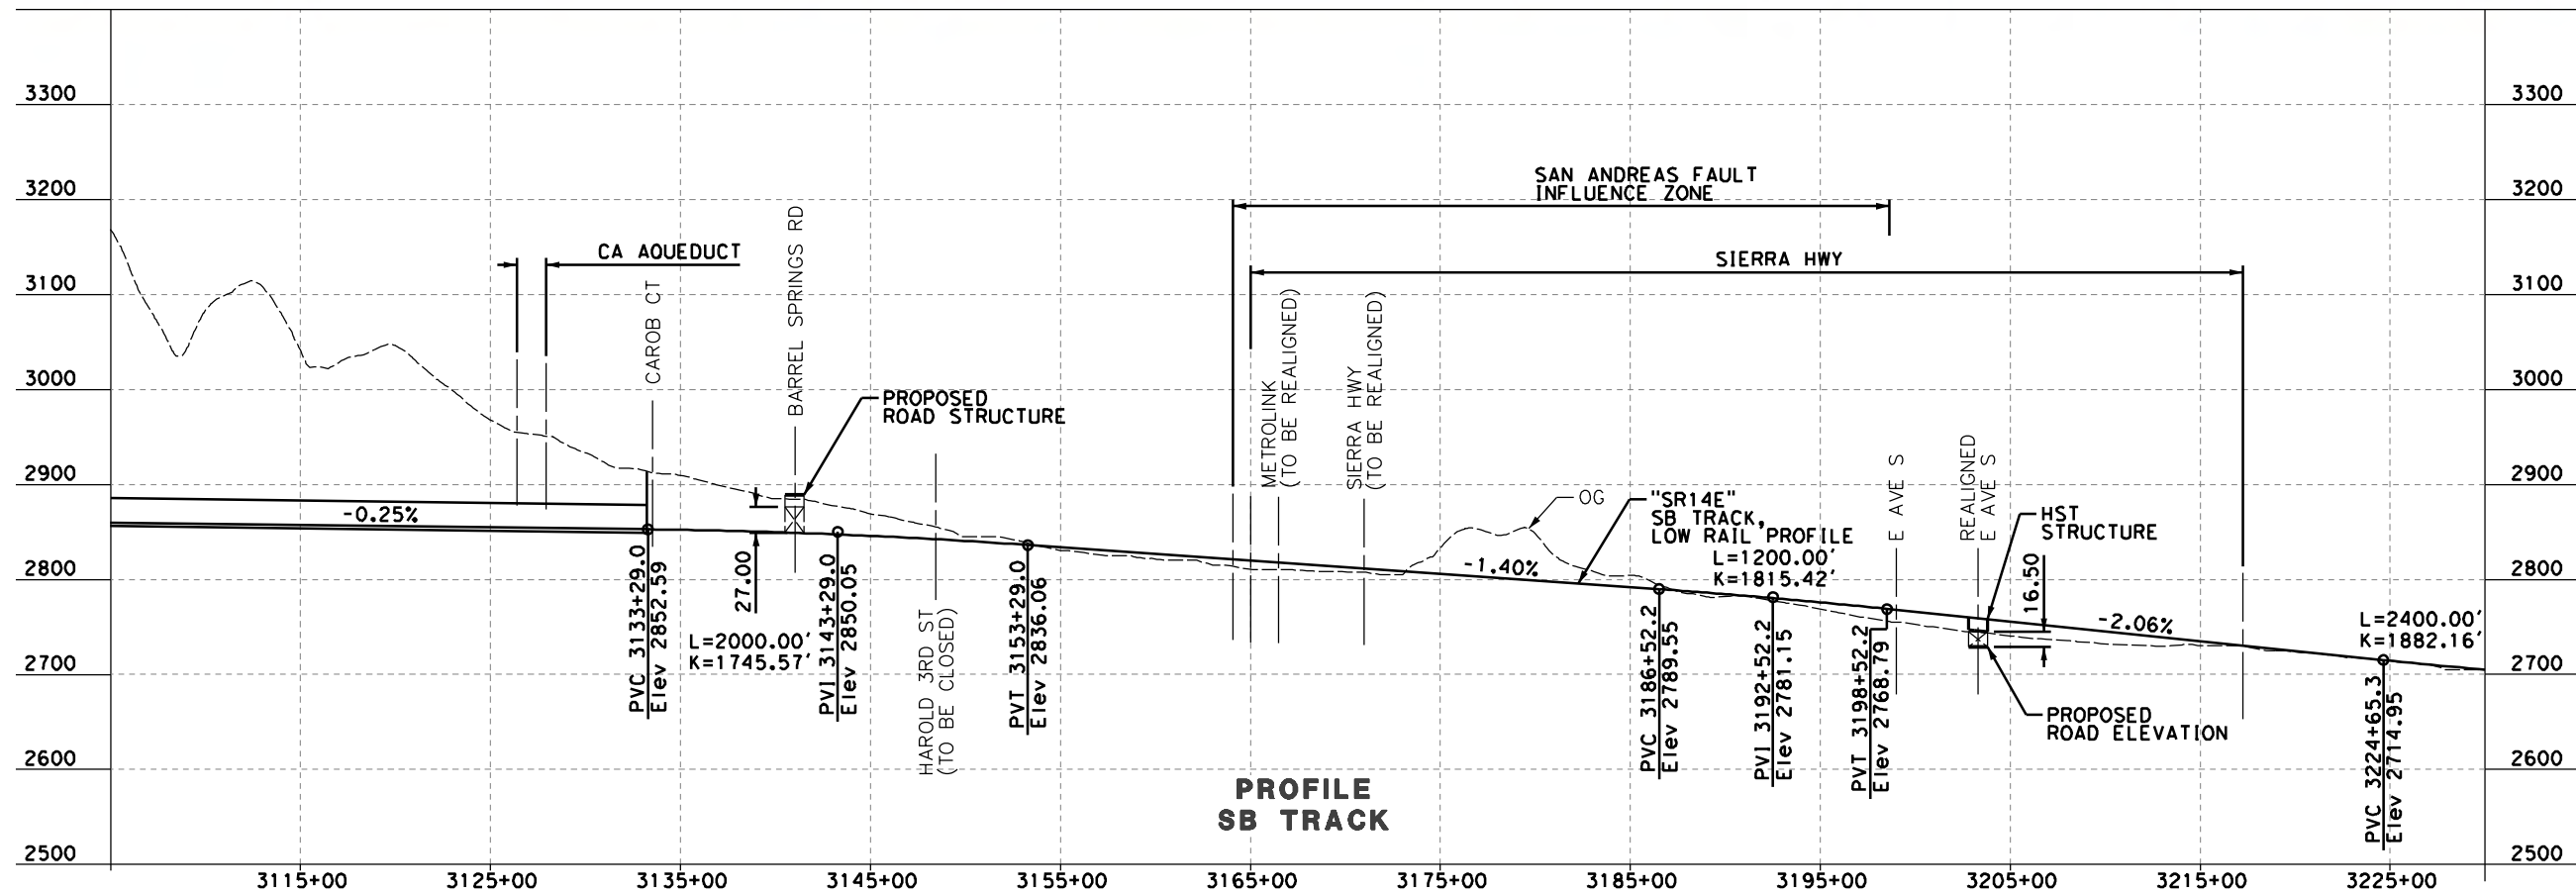 3300
3300
3200
3200
3100
3100
3000
3000
2900
2900
2800
2800
2700
2700
2600
2600
2500
2500
SAN ANDREAS FAULT
INFLUENCE ZONE
CA AQUEDUCT
SIERRA HWY
CAROB CT
BARREL SPRINGS RD
PROPOSED
ROAD STRUCTURE
METROLINK
(TO BE REALIGNED)
SIERRA HWY
(TO BE REALIGNED)
OG
"SR14E"
SB TRACK,
LOW RAIL PROFILE
L=1200.00'
K=1815.42'
E AVE S
REALIGNED
E AVE S
HST
STRUCTURE
-0.25%
27.00
-1.40%
16.50
-2.06%
L=2400.00'
K=1882.16'
PVC 3133+29.0
Elev 2852.59
L=2000.00'
K=1745.57'
PVI 3143+29.0
Elev 2850.05
HAROLD 3RD ST
(TO BE CLOSED)
PVT 3153+29.0
Elev 2836.06
PVC 3186+52.2
Elev 2789.55
PVI 3192+52.2
Elev 2781.15
PVT 3198+52.2
Elev 2768.79
PROPOSED
ROAD ELEVATION
PVC 3224+65.3
Elev 2714.95
PROFILE
SB TRACK
3115+00
3125+00
3135+00
3145+00
3155+00
3165+00
3175+00
3185+00
3195+00
3205+00
3215+00
3225+00